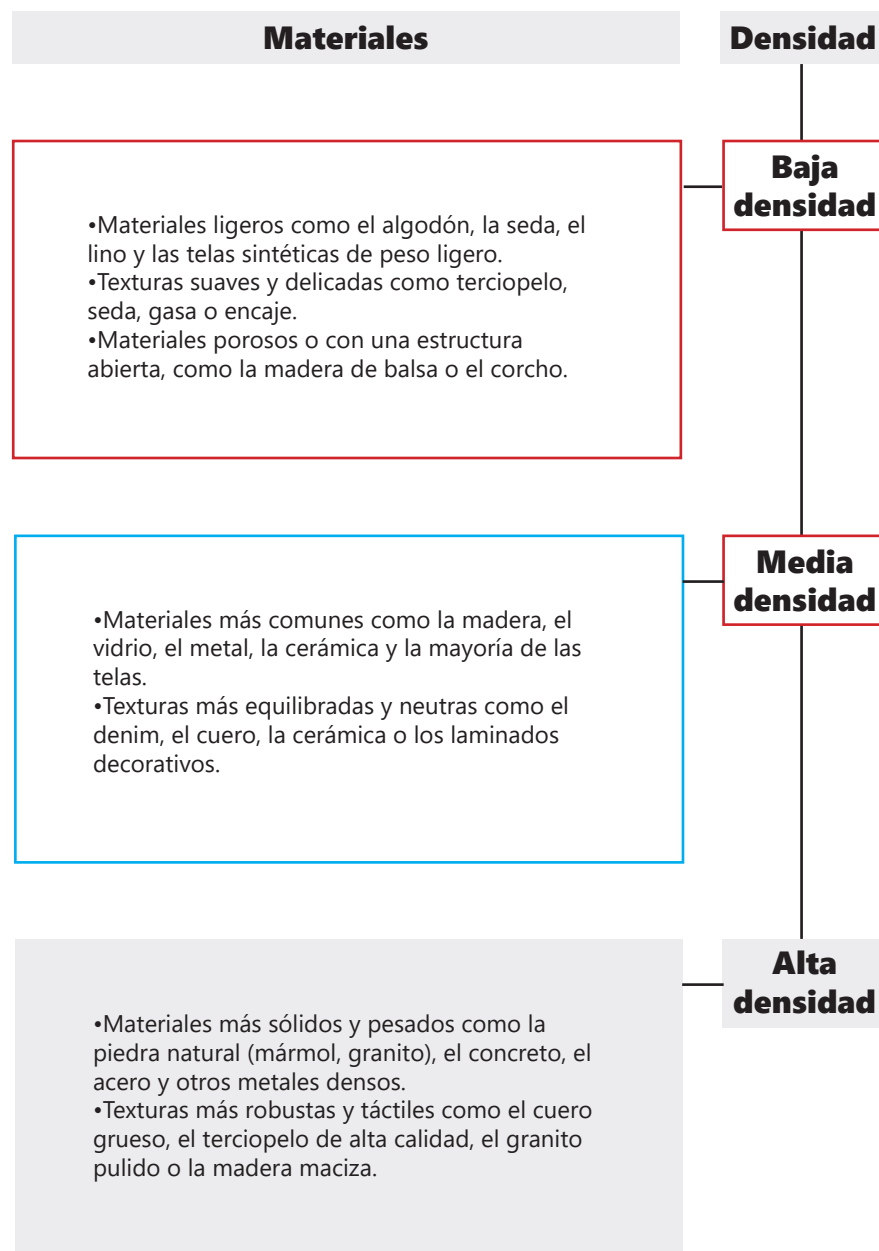 Materiales
Densidad
Baja
densidad
•Materiales ligeros como el algodón, la seda, el
lino y las telas sintéticas de peso ligero.
•Texturas suaves y delicadas como terciopelo,
seda, gasa o encaje.
•Materiales porosos o con una estructura
abierta, como la madera de balsa o el corcho.
Media
densidad
•Materiales más comunes como la madera, el
vidrio, el metal, la cerámica y la mayoría de las
telas.
•Texturas más equilibradas y neutras como el
denim, el cuero, la cerámica o los laminados
decorativos.
Alta
densidad
•Materiales más sólidos y pesados como la
piedra natural (mármol, granito), el concreto, el
acero y otros metales densos.
•Texturas más robustas y táctiles como el cuero
grueso, el terciopelo de alta calidad, el granito
pulido o la madera maciza.